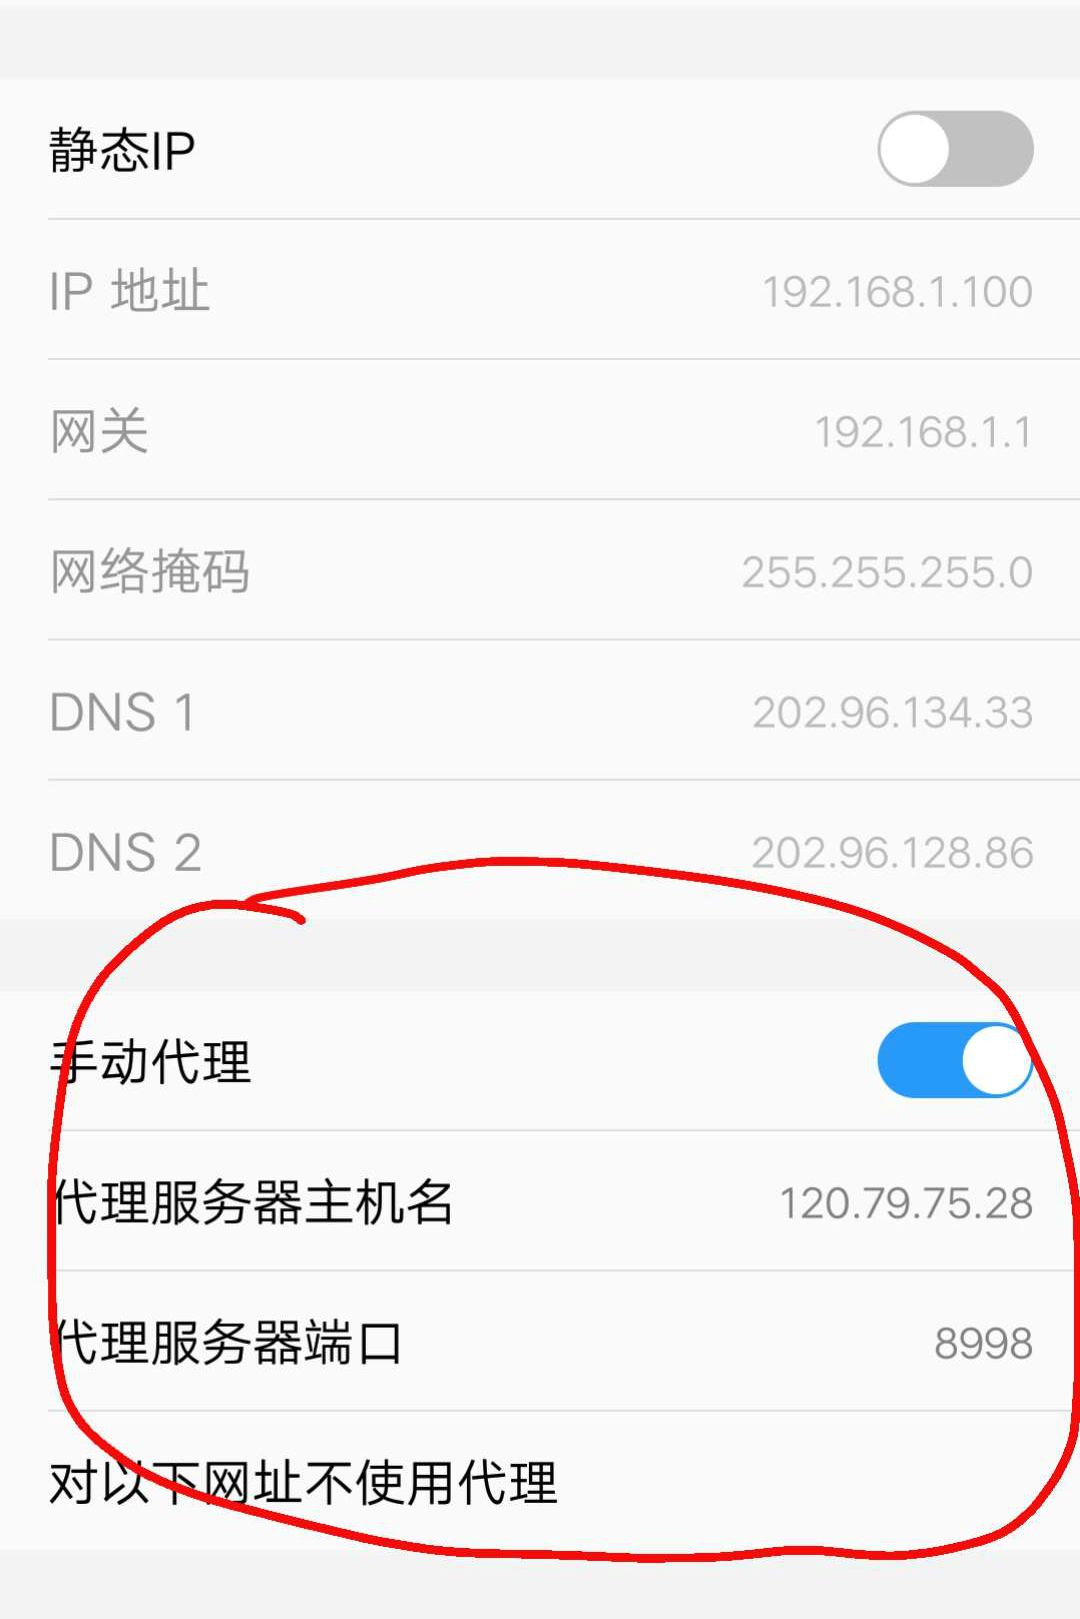 静态IP
IP 地址 192.168.1.100
网关 192.168.1.1
网络掩码 255.255.255.0
DNS 1 202.96.134.33
DNS 2 202.96.128.86
手动代理
代理服务器主机名 120.79.75.28
代理服务器端口 8998
对以下网址不使用代理